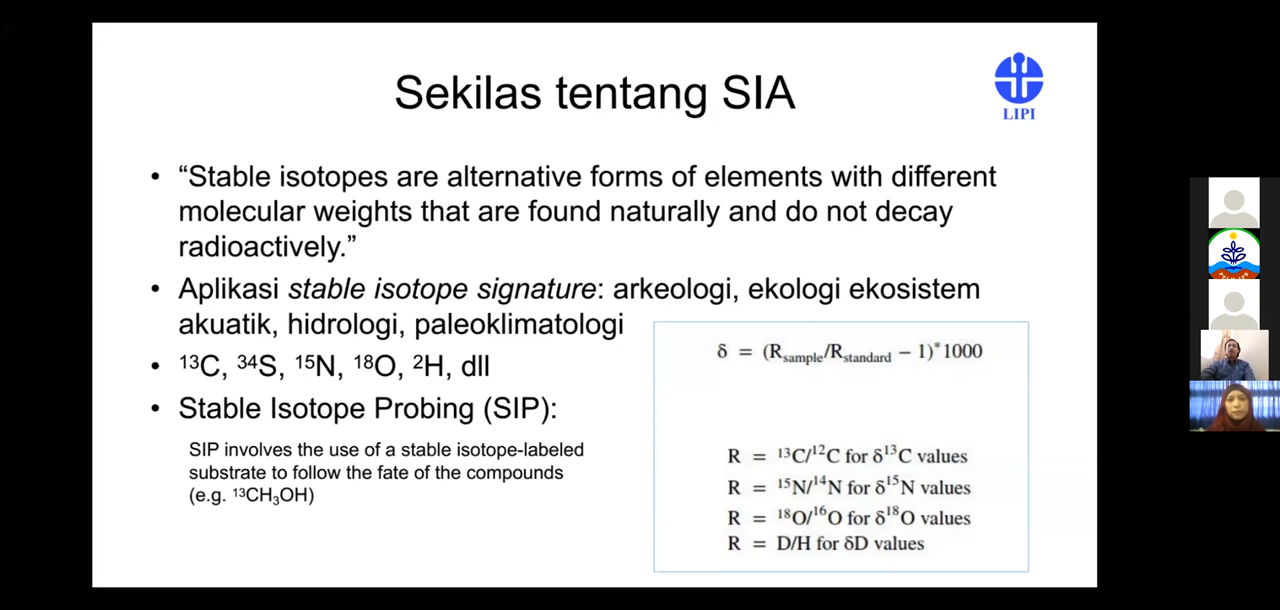 Sekilas tentang SIA
LIPI
• “Stable isotopes are alternative forms of elements with different
molecular weights that are found naturally and do not decay
radioactively.”
• Aplikasi stable isotope signature: arkeologi, ekologi ekosistem
akuatik, hidrologi, paleoklimatologi
• ¹³C, ³⁴S, ¹⁵N, ¹⁸O, ²H, dll
• Stable Isotope Probing (SIP):
SIP involves the use of a stable isotope-labeled
substrate to follow the fate of the compounds
(e.g. ¹³CH₃OH)
δ = (Rsample/Rstandard − 1)*1000
R = ¹³C/¹²C for δ¹³C values
R = ¹⁵N/¹⁴N for δ¹⁵N values
R = ¹⁸O/¹⁶O for δ¹⁸O values
R = D/H for δD values